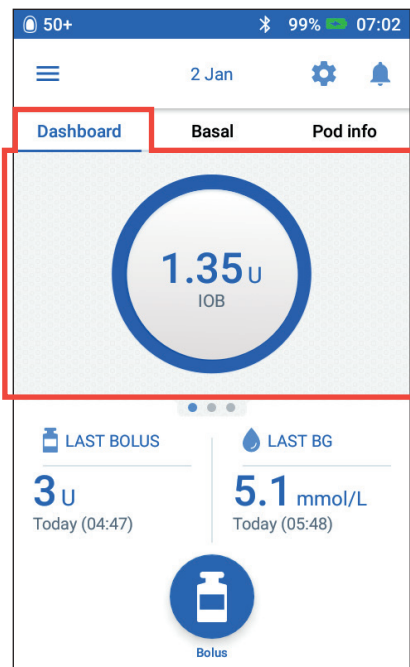 50+ 99% 07:02
2 Jan
Dashboard Basal Pod info
1.35 U
IOB
LAST BOLUS LAST BG
3 U 5.1 mmol/L
Today (04:47) Today (05:48)
Bolus